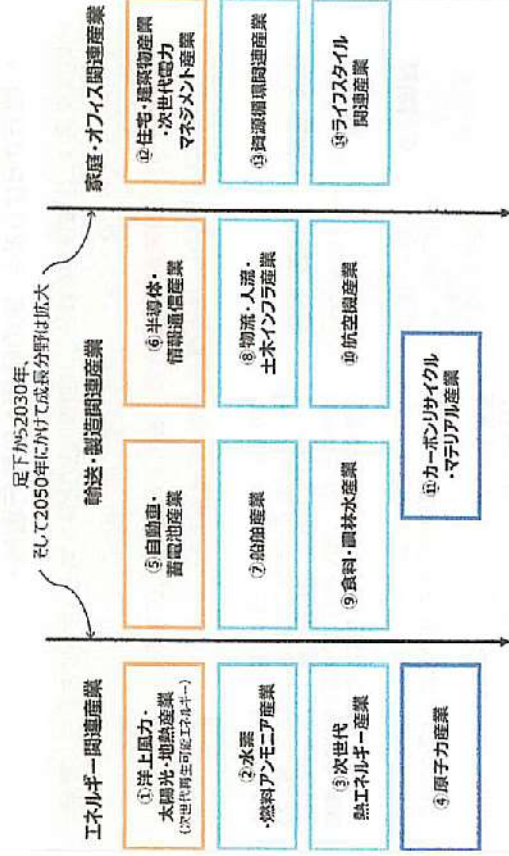 足下から2030年、
そして2050年にかけて成長分野は拡大
エネルギー関連産業
輸送・製造関連産業
家庭・オフィス関連産業
①洋上風力・
太陽光・地熱産業
(次世代再生可能エネルギー)
②水素
・燃料アンモニア産業
③次世代
熱エネルギー産業
④原子力産業
⑤自動車・
蓄電池産業
⑥半導体・
情報通信産業
⑦船舶産業
⑧物流・人流・
土木インフラ産業
⑨食料・農林水産業
⑩航空機産業
⑪カーボンリサイクル
・マテリアル産業
⑫住宅・建築物産業
・次世代電力
マネジメント産業
⑬資源循環関連産業
⑭ライフスタイル
関連産業